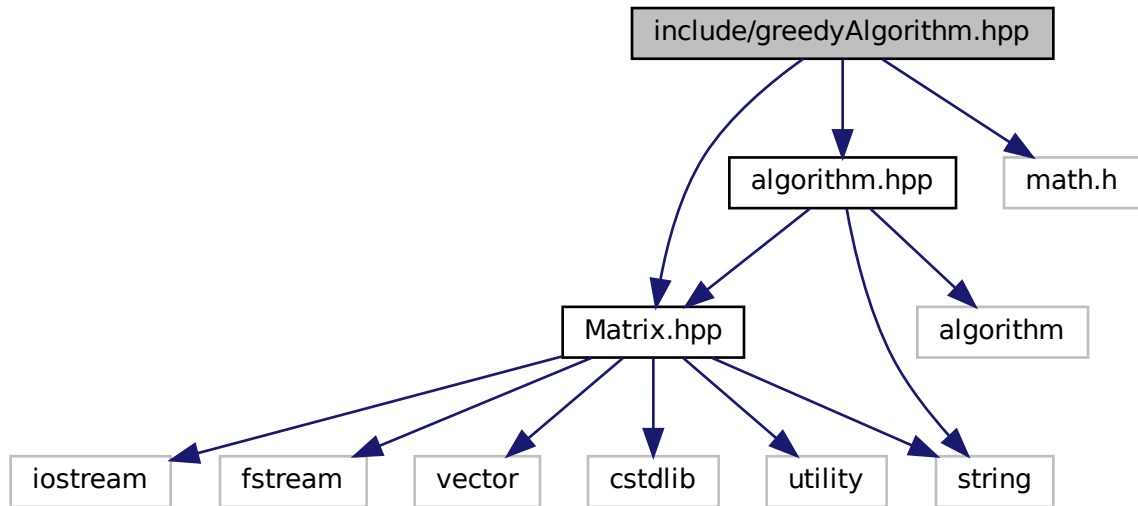 include/greedyAlgorithm.hpp
algorithm.hpp
math.h
Matrix.hpp
algorithm
iostream
fstream
vector
cstdlib
utility
string